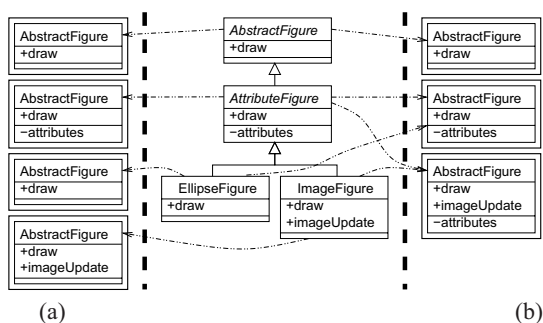 AbstractFigure
+draw
AbstractFigure
+draw
−attributes
AbstractFigure
+draw
AbstractFigure
+draw
+imageUpdate
(a)
AbstractFigure
+draw
AttributeFigure
+draw
−attributes
EllipseFigure
+draw
ImageFigure
+draw
+imageUpdate
AbstractFigure
+draw
AbstractFigure
+draw
−attributes
AbstractFigure
+draw
+imageUpdate
−attributes
(b)